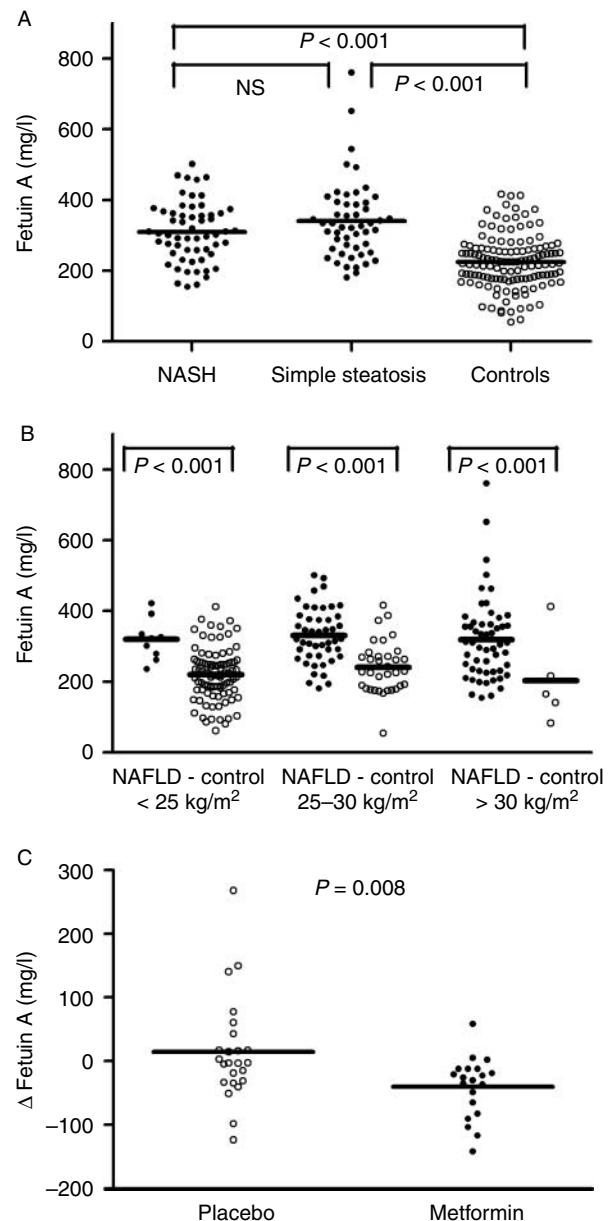 A
P < 0.001
NS
P < 0.001
Fetuin A (mg/l)
800
600
400
200
0
NASH
Simple steatosis
Controls
B
P < 0.001
P < 0.001
P < 0.001
Fetuin A (mg/l)
800
600
400
200
0
NAFLD - control
< 25 kg/m²
NAFLD - control
25–30 kg/m²
NAFLD - control
> 30 kg/m²
C
P = 0.008
Δ Fetuin A (mg/l)
300
200
100
0
−100
−200
Placebo
Metformin